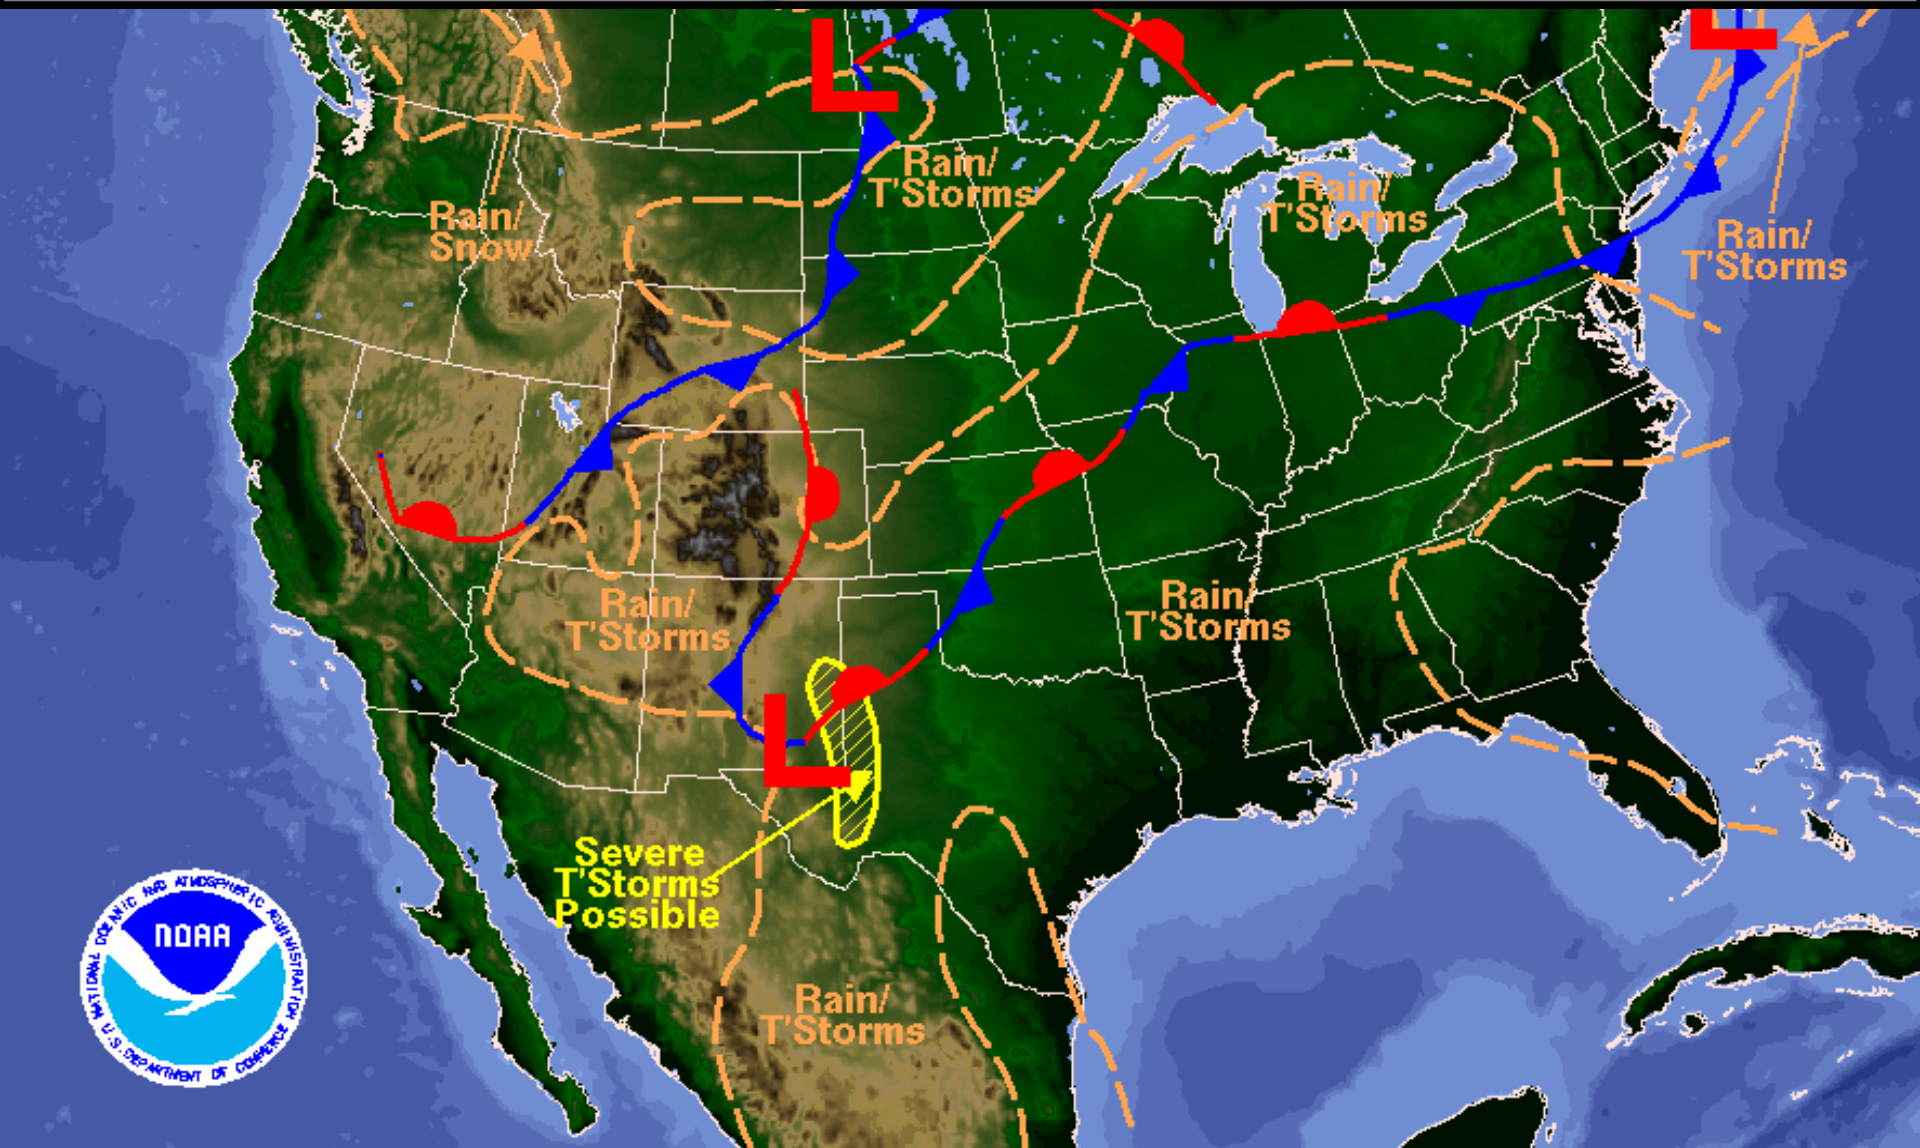 L
L
Rain/
T'Storms
Rain/
T'Storms
Rain/
Snow
Rain/
T'Storms
Rain/
T'Storms
Rain/
T'Storms
L
Severe
T'Storms
Possible
Rain/
T'Storms
NOAA
NATIONAL OCEANIC AND ATMOSPHERIC ADMINISTRATION
U.S. DEPARTMENT OF COMMERCE